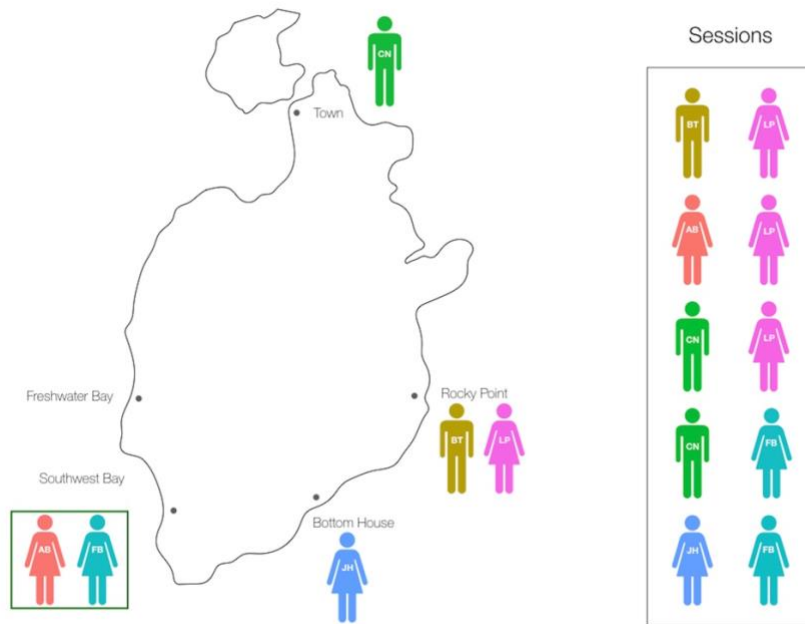 Sessions
CN
Town
BT LP
AB LP
CN LP
Freshwater Bay
Rocky Point
BT LP
CN FB
Southwest Bay
Bottom House
AB FB
JH
JH FB